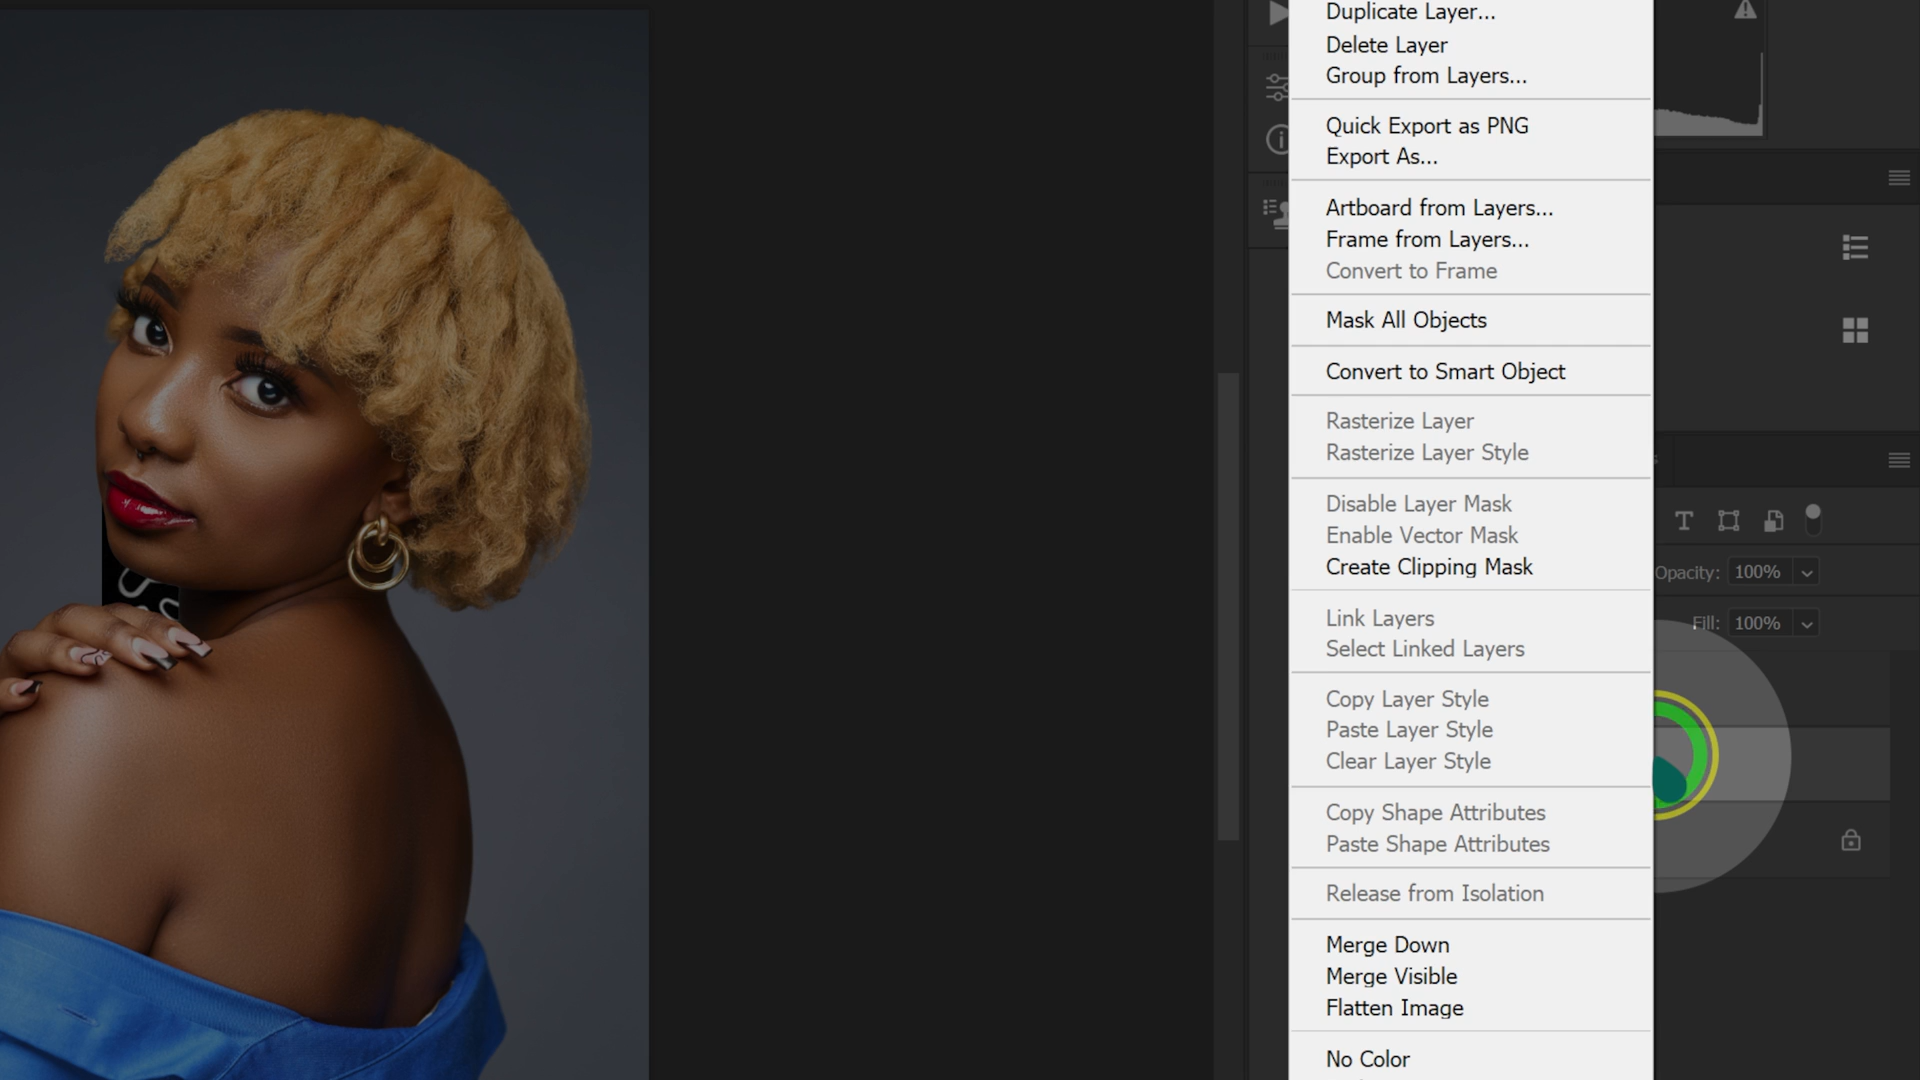 Duplicate Layer...
Delete Layer
Group from Layers...
Quick Export as PNG
Export As...
Artboard from Layers...
Frame from Layers...
Convert to Frame
Mask All Objects
Convert to Smart Object
Rasterize Layer
Rasterize Layer Style
Disable Layer Mask
Enable Vector Mask
Create Clipping Mask
Opacity: 100%
Link Layers
Fill: 100%
Select Linked Layers
Copy Layer Style
Paste Layer Style
Clear Layer Style
Copy Shape Attributes
Paste Shape Attributes
Release from Isolation
Merge Down
Merge Visible
Flatten Image
No Color